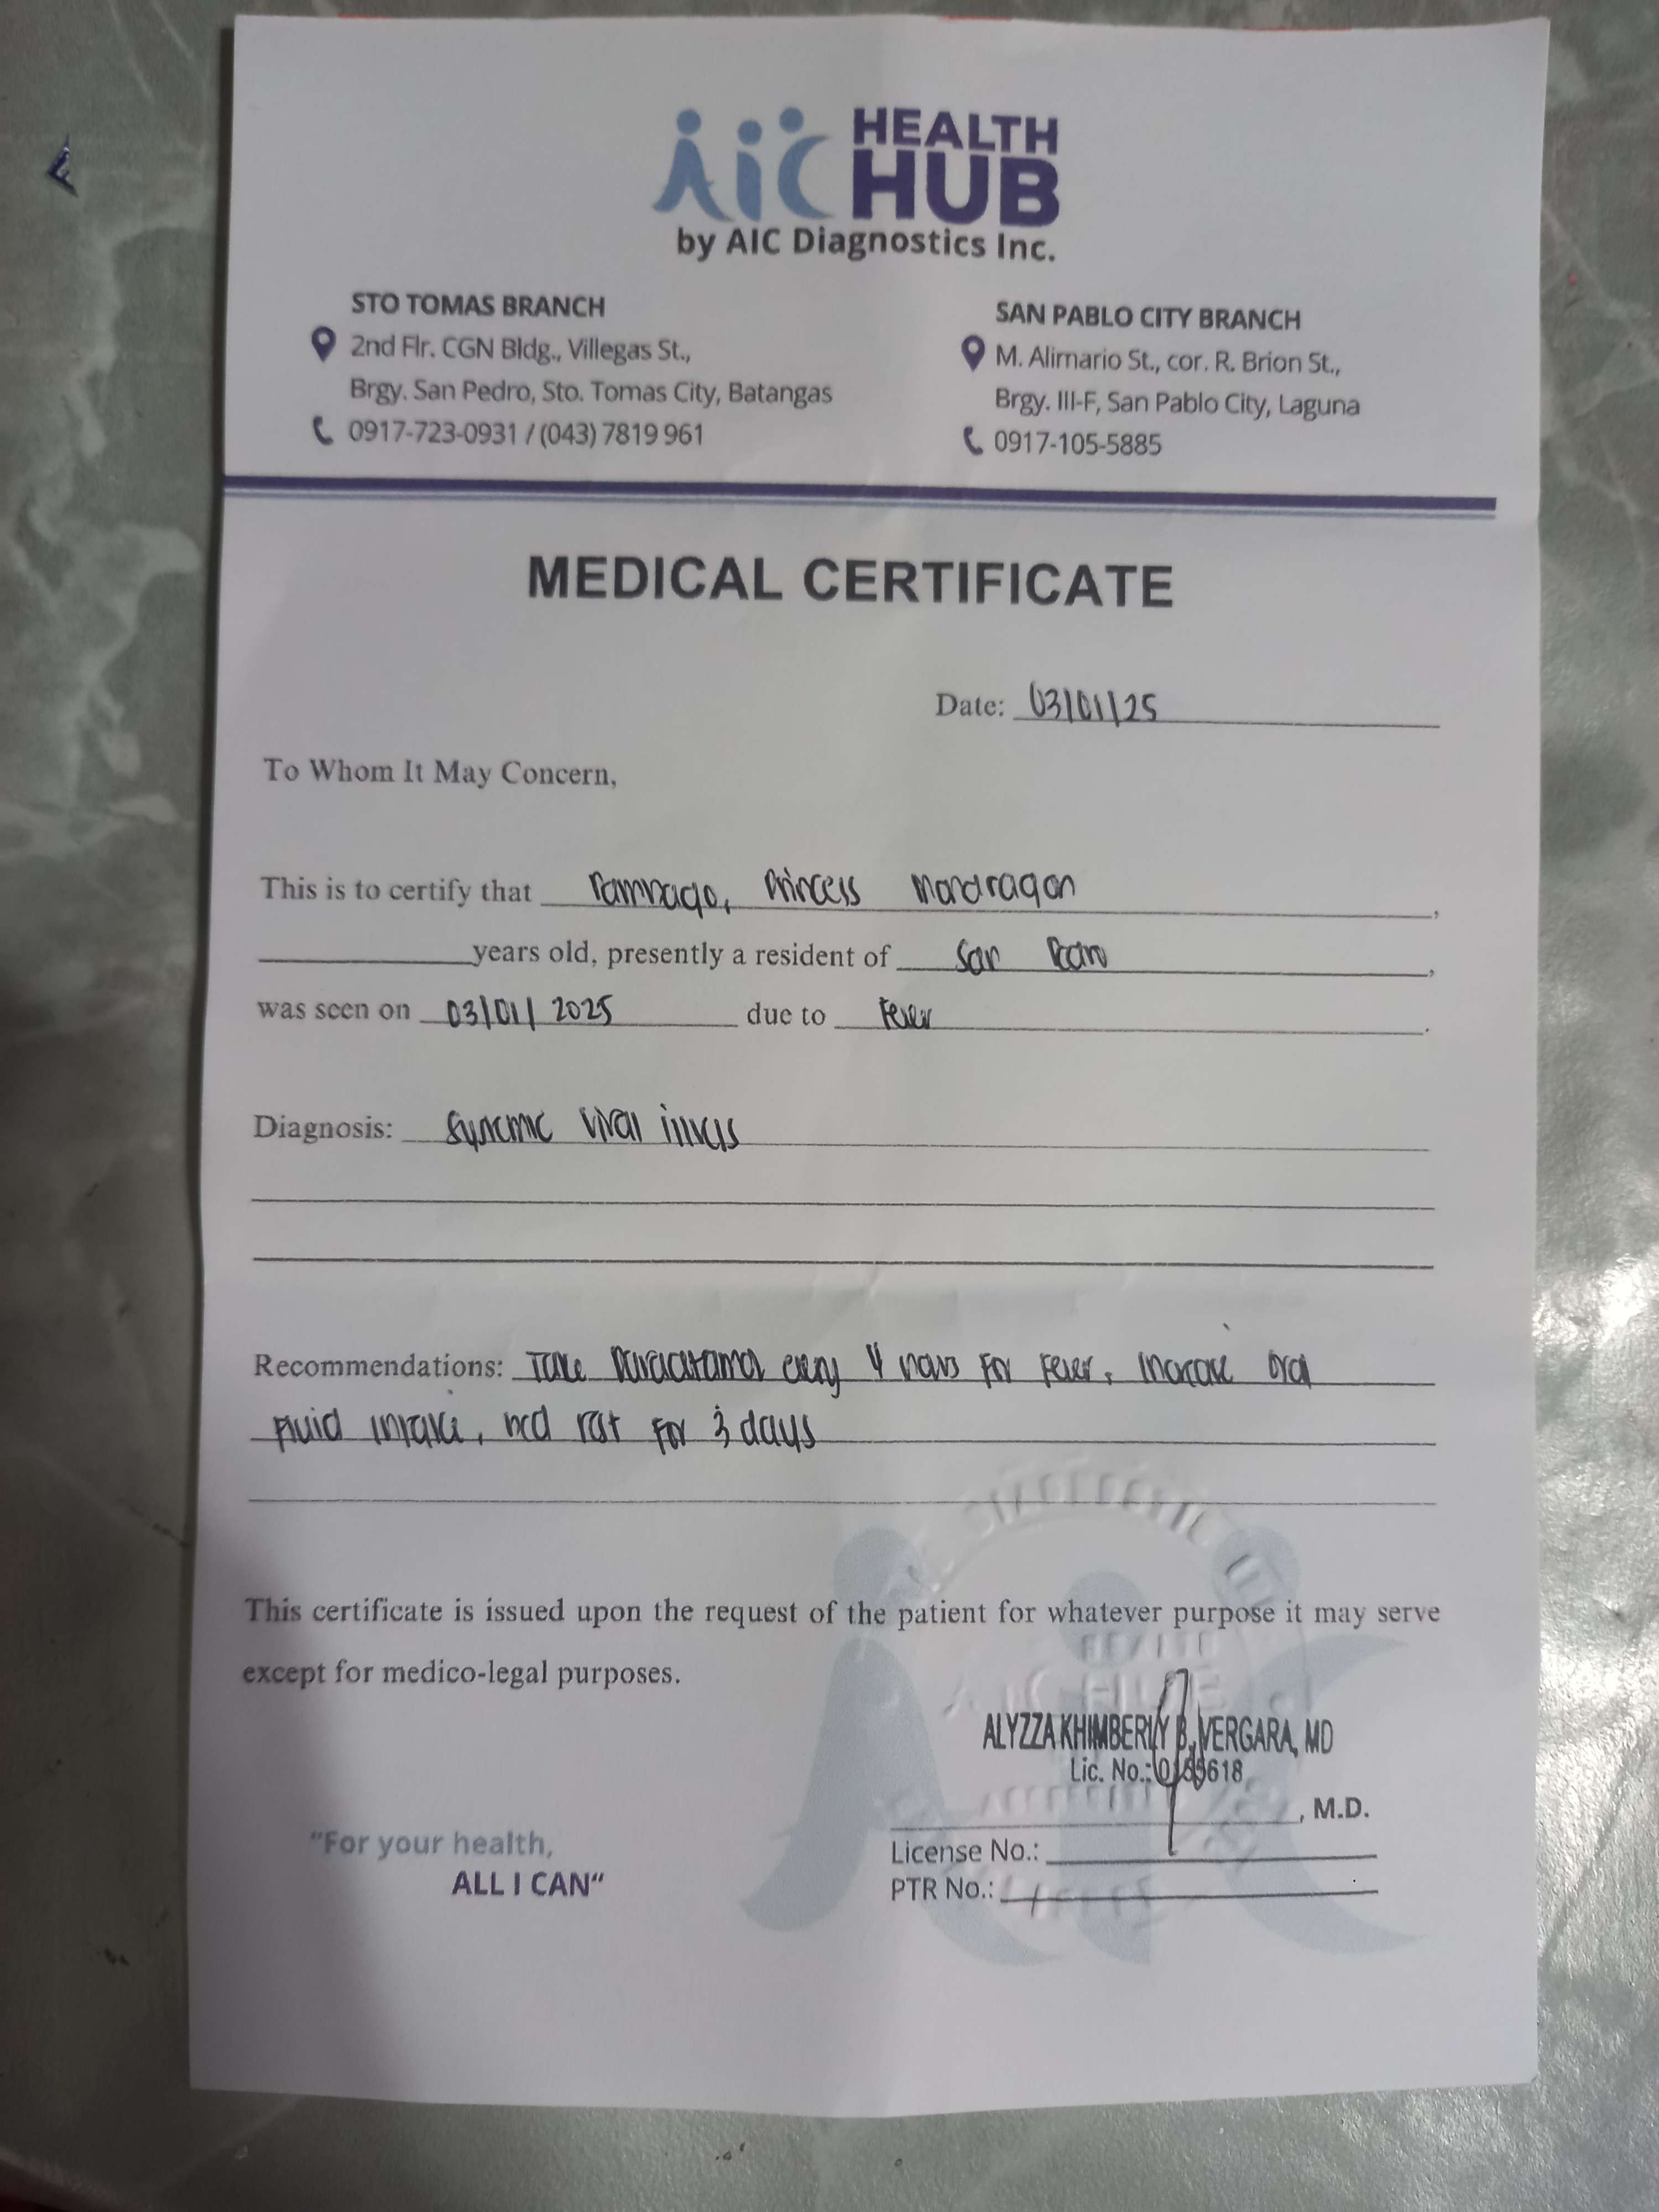 AIC HEALTH HUB
by AIC Diagnostics Inc.
STO TOMAS BRANCH
2nd Flr. CGN Bldg., Villegas St.,
Brgy. San Pedro, Sto. Tomas City, Batangas
0917-723-0931 / (043) 7819 961
SAN PABLO CITY BRANCH
M. Alimario St., cor. R. Brion St.,
Brgy. III-F, San Pablo City, Laguna
0917-105-5885
MEDICAL CERTIFICATE
Date: 03/01/25
To Whom It May Concern,
This is to certify that Princess Mondragon,
years old, presently a resident of San,
was seen on 03/01/2025 due to Fever.
Diagnosis: Systemic viral illness
Recommendations: Take Paracetamol every 4 hours for fever, increase oral
fluid intake, bed rest for 3 days
This certificate is issued upon the request of the patient for whatever purpose it may serve
except for medico-legal purposes.
ALYZZA KHIMBERLY B. VERGARA, MD
Lic. No.:
, M.D.
License No.:
PTR No.:
"For your health,
ALL I CAN"